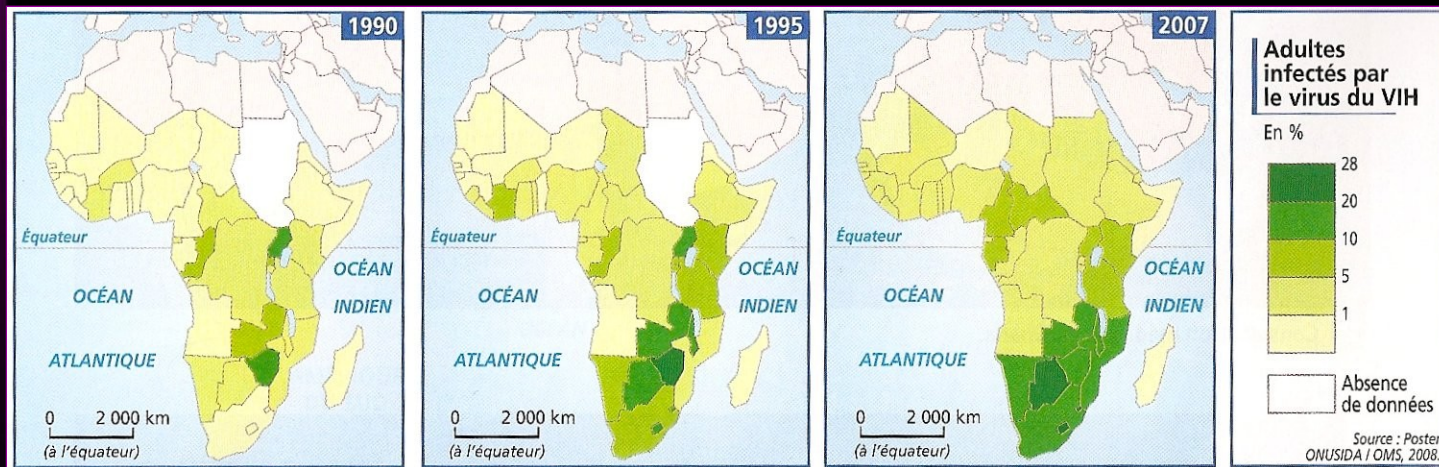 1990
Équateur
OCÉAN
INDIEN
OCÉAN
ATLANTIQUE
0 2 000 km
(à l'équateur)
1995
Équateur
OCÉAN
INDIEN
OCÉAN
ATLANTIQUE
0 2 000 km
(à l'équateur)
2007
Équateur
OCÉAN
INDIEN
OCÉAN
ATLANTIQUE
0 2 000 km
(à l'équateur)
Adultes
infectés par
le virus du VIH
En %
28
20
10
5
1
Absence
de données
Source : Poster
ONUSIDA / OMS, 2008.